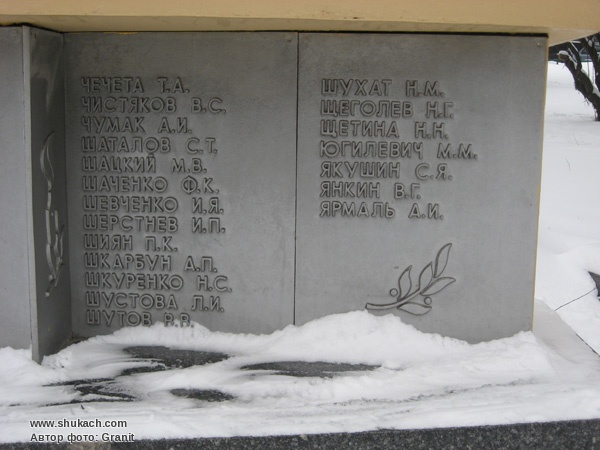 ЧЕЧЕТА Т.А.
ЧИСТЯКОВ В.С.
ЧУМАК А.И.
ШАТАЛОВ С.Т.
ШАЦКИЙ М.В.
ШАЧЕНКО Ф.К.
ШЕВЧЕНКО И.Я.
ШЕРСТНЕВ И.П.
ШИЯН П.К.
ШКАРБУН А.П.
ШКУРЕНКО Н.С.
ШУСТОВА Л.И.
ШУТОВ В.В.
ШУХАТ Н.М.
ЩЕГОЛЕВ Н.Г.
ЩЕТИНА Н.Н.
ЮГИЛЕВИЧ М.М.
ЯКУШИН С.Я.
ЯНКИН В.Г.
ЯРМАЛЬ А.И.
www.shukach.com
Автор фото: Granit